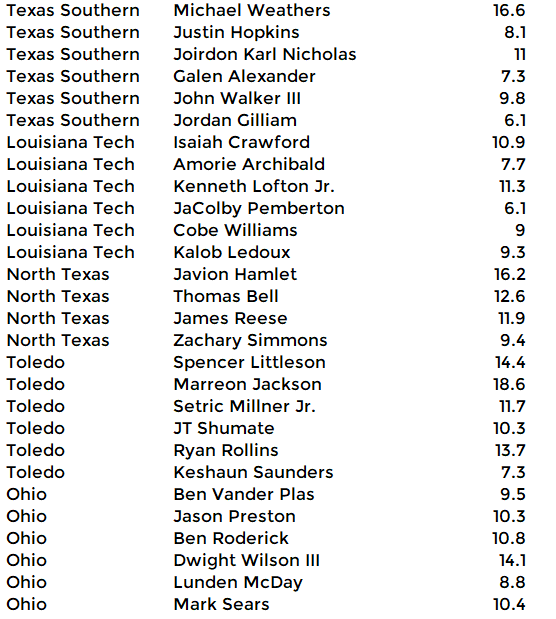 Texas Southern Michael Weathers 16.6
Texas Southern Justin Hopkins 8.1
Texas Southern Joirdon Karl Nicholas 11
Texas Southern Galen Alexander 7.3
Texas Southern John Walker III 9.8
Texas Southern Jordan Gilliam 6.1
Louisiana Tech Isaiah Crawford 10.9
Louisiana Tech Amorie Archibald 7.7
Louisiana Tech Kenneth Lofton Jr. 11.3
Louisiana Tech JaColby Pemberton 6.1
Louisiana Tech Cobe Williams 9
Louisiana Tech Kalob Ledoux 9.3
North Texas Javion Hamlet 16.2
North Texas Thomas Bell 12.6
North Texas James Reese 11.9
North Texas Zachary Simmons 9.4
Toledo Spencer Littleson 14.4
Toledo Marreon Jackson 18.6
Toledo Setric Millner Jr. 11.7
Toledo JT Shumate 10.3
Toledo Ryan Rollins 13.7
Toledo Keshaun Saunders 7.3
Ohio Ben Vander Plas 9.5
Ohio Jason Preston 10.3
Ohio Ben Roderick 10.8
Ohio Dwight Wilson III 14.1
Ohio Lunden McDay 8.8
Ohio Mark Sears 10.4